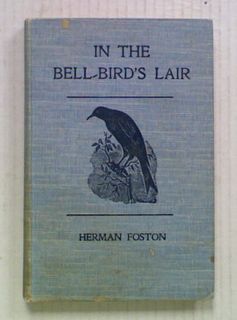 IN THE
BELL-BIRD'S LAIR
HERMAN FOSTON